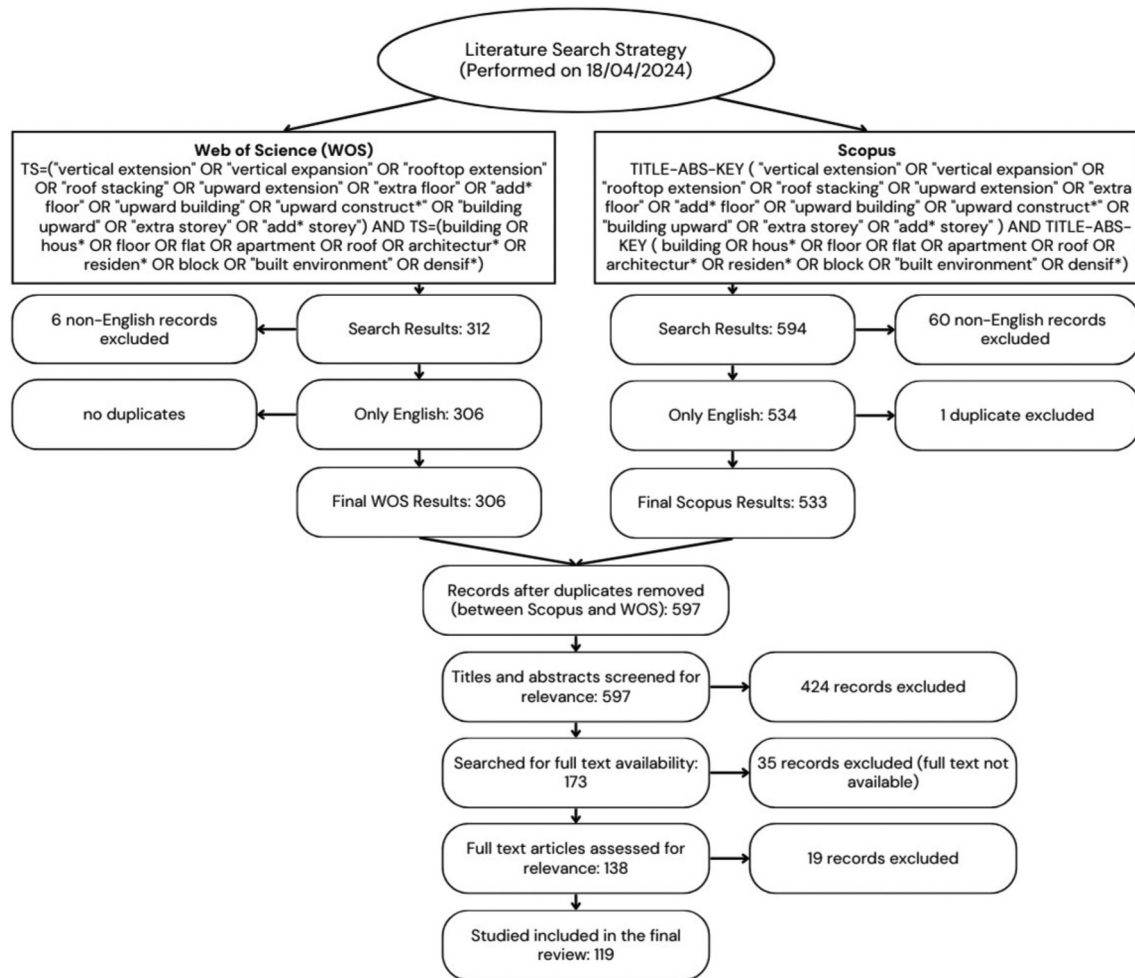 Literature Search Strategy
(Performed on 18/04/2024)
Web of Science (WOS)
TS=("vertical extension" OR "vertical expansion" OR "rooftop extension"
OR "roof stacking" OR "upward extension" OR "extra floor" OR "add*
floor" OR "upward building" OR "upward construct*" OR "building
upward" OR "extra storey" OR "add* storey") AND TS=(building OR
hous* OR floor OR flat OR apartment OR roof OR architectur* OR
residen* OR block OR "built environment" OR densif*)
Scopus
TITLE-ABS-KEY ( "vertical extension" OR "vertical expansion" OR
"rooftop extension" OR "roof stacking" OR "upward extension" OR "extra
floor" OR "add* floor" OR "upward building" OR "upward construct*" OR
"building upward" OR "extra storey" OR "add* storey" ) AND TITLE-ABS-
KEY ( building OR hous* OR floor OR flat OR apartment OR roof OR
architectur* OR residen* OR block OR "built environment" OR densif*)
6 non-English records
excluded
Search Results: 312
Search Results: 594
60 non-English records
excluded
no duplicates
Only English: 306
Only English: 534
1 duplicate excluded
Final WOS Results: 306
Final Scopus Results: 533
Records after duplicates removed
(between Scopus and WOS): 597
Titles and abstracts screened for
relevance: 597
424 records excluded
Searched for full text availability:
173
35 records excluded (full text not
available)
Full text articles assessed for
relevance: 138
19 records excluded
Studied included in the final
review: 119